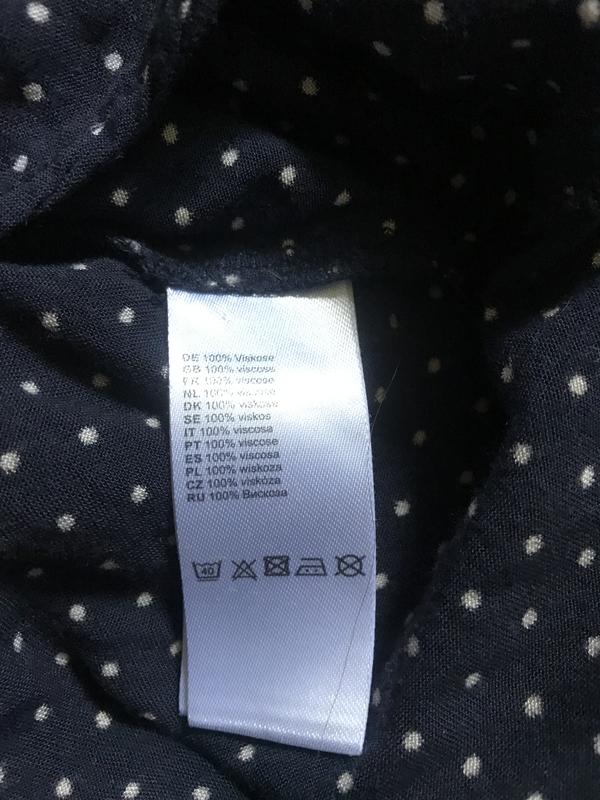 DE 100% Viskose
GB 100% viscose
FR 100% viscose
NL 100% viscose
DK 100% viskose
SE 100% viskos
IT 100% viscosa
PT 100% viscose
ES 100% viscosa
PL 100% wiskoza
CZ 100% viskóza
RU 100% Вискоза
40